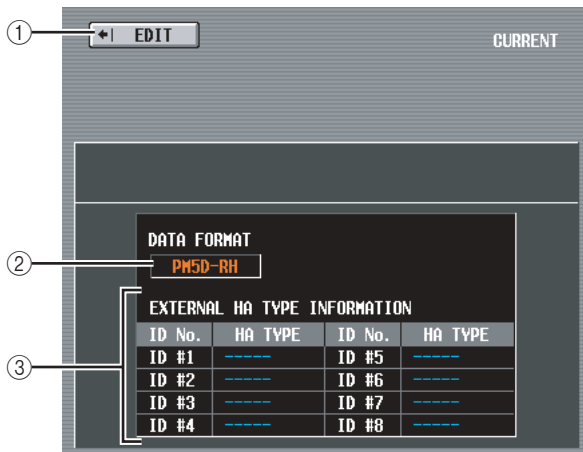 ① EDIT CURRENT
DATA FORMAT
② PM5D-RH
③
EXTERNAL HA TYPE INFORMATION
ID No. HA TYPE ID No. HA TYPE
ID #1 ----- ID #5 -----
ID #2 ----- ID #6 -----
ID #3 ----- ID #7 -----
ID #4 ----- ID #8 -----